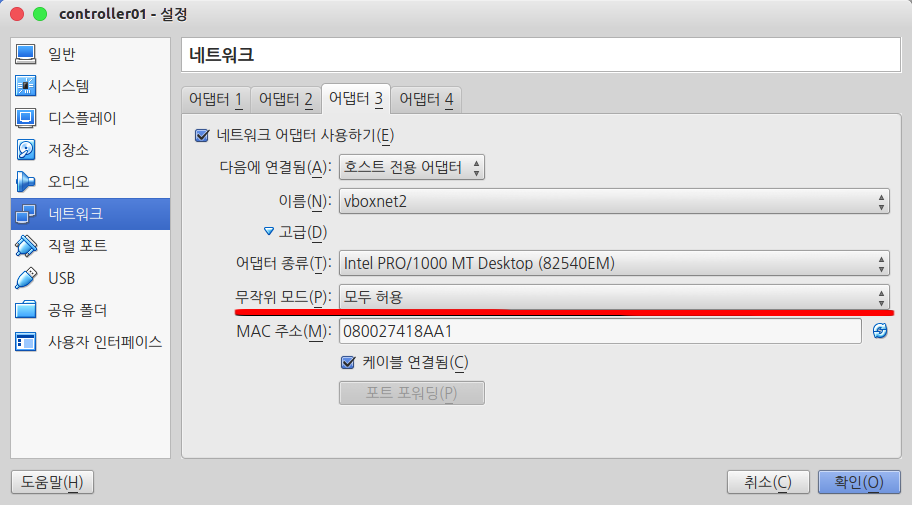 controller01 - 설정
일반
시스템
디스플레이
저장소
오디오
네트워크
직렬 포트
USB
공유 폴더
사용자 인터페이스
네트워크
어댑터 1 어댑터 2 어댑터 3 어댑터 4
네트워크 어댑터 사용하기(E)
다음에 연결됨(A): 호스트 전용 어댑터
이름(N): vboxnet2
고급(D)
어댑터 종류(T): Intel PRO/1000 MT Desktop (82540EM)
무작위 모드(P): 모두 허용
MAC 주소(M): 080027418AA1
케이블 연결됨(C)
포트 포워딩(P)
도움말(H) 취소(C) 확인(O)